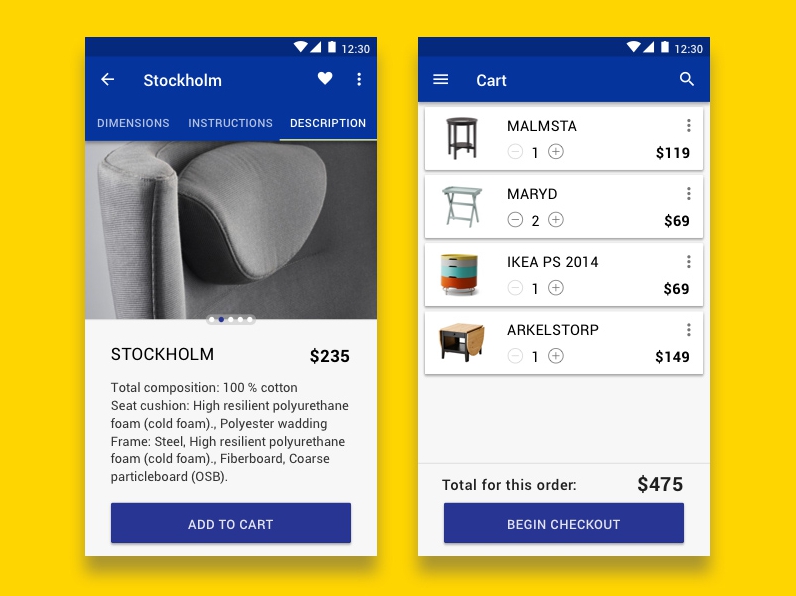 12:30
Stockholm
DIMENSIONS INSTRUCTIONS DESCRIPTION
STOCKHOLM $235
Total composition: 100 % cotton
Seat cushion: High resilient polyurethane
foam (cold foam)., Polyester wadding
Frame: Steel, High resilient polyurethane
foam (cold foam)., Fiberboard, Coarse
particleboard (OSB).
ADD TO CART
12:30
Cart
MALMSTA
1 $119
MARYD
2 $69
IKEA PS 2014
1 $69
ARKELSTORP
1 $149
Total for this order: $475
BEGIN CHECKOUT